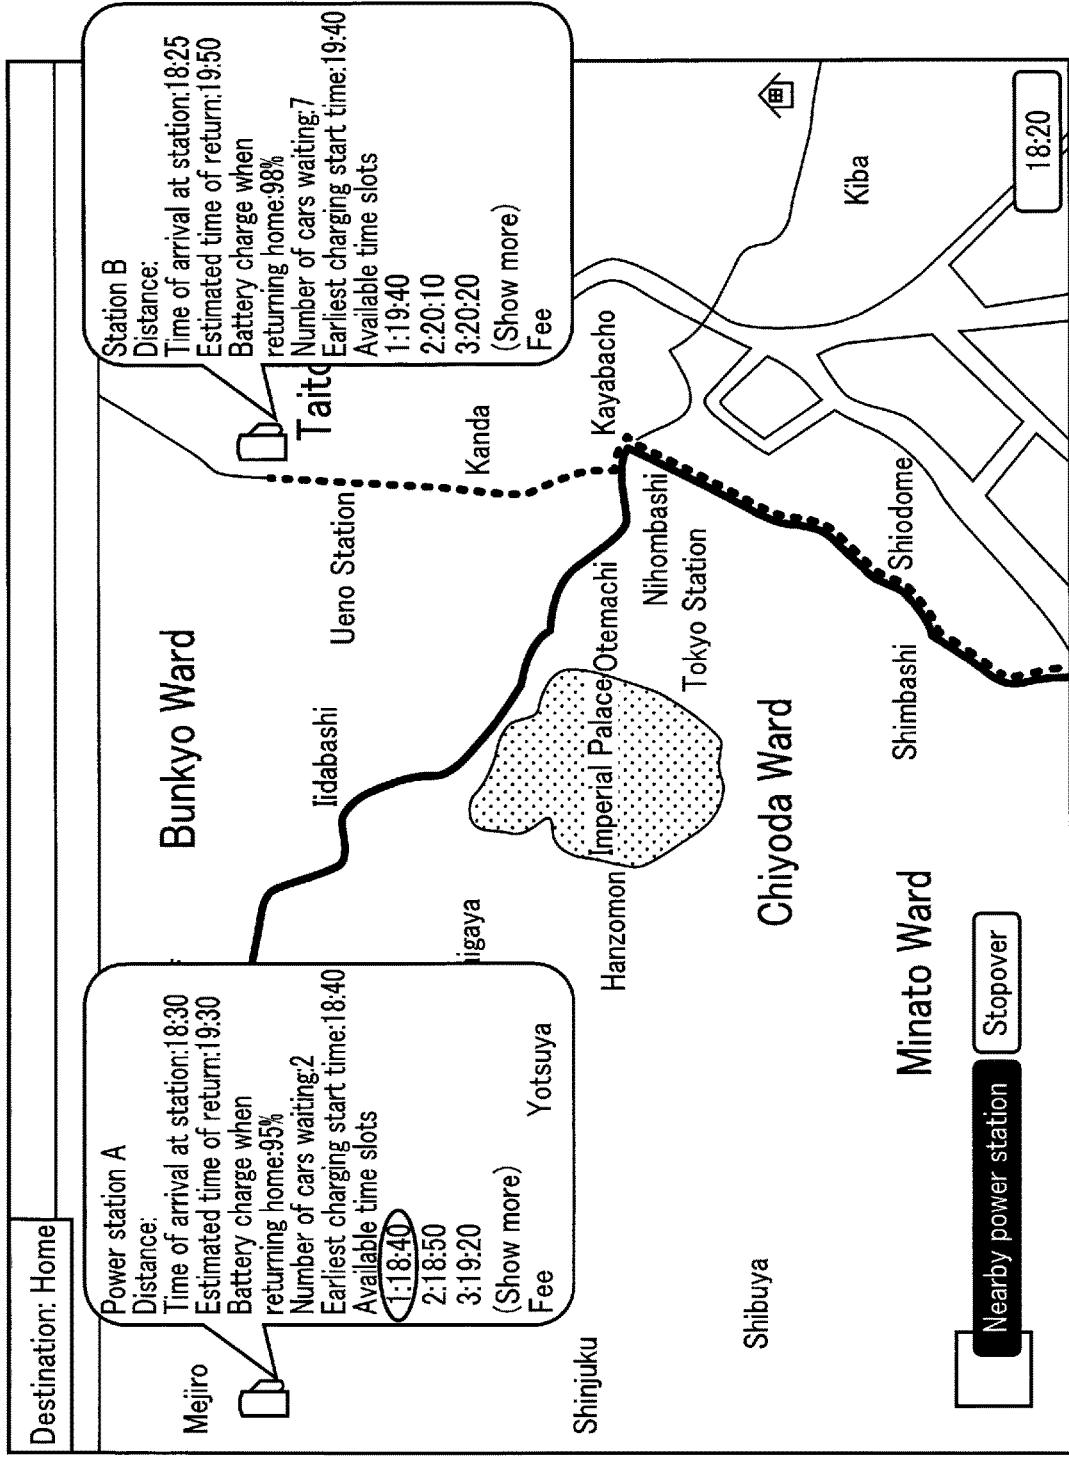 Destination: Home
Power station A
Distance:
Time of arrival at station:18:30
Estimated time of return:19:30
Battery charge when
returning home:95%
Number of cars waiting:2
Earliest charging start time:18:40
Available time slots
1:18:40
2:18:50
3:19:20
(Show more)
Fee
Station B
Distance:
Time of arrival at station:18:25
Estimated time of return:19:50
Battery charge when
returning home:98%
Number of cars waiting:7
Earliest charging start time:19:40
Available time slots
1:19:40
2:20:10
3:20:20
(Show more)
Fee
Mejiro
Bunkyo Ward
Taito
Iidabashi
Ueno Station
Kanda
igaya
Yotsuya
Shinjuku
Hanzomon
Imperial Palace
Otemachi
Kayabacho
Nihombashi
Tokyo Station
Shibuya
Chiyoda Ward
Kiba
Minato Ward
Shimbashi
Shiodome
Nearby power station
Stopover
18:20